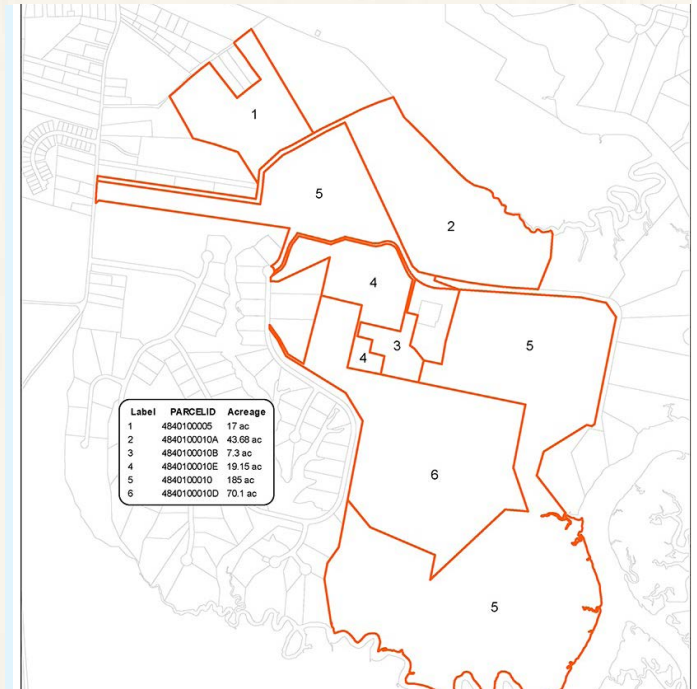 1
5
2
4
3
4
5
Label PARCELID Acreage
1 4840100005 17 ac
2 4840100010A 43.68 ac
3 4840100010B 7.3 ac
4 4840100010E 19.15 ac
5 4840100010 185 ac
6 4840100010D 70.1 ac
6
5